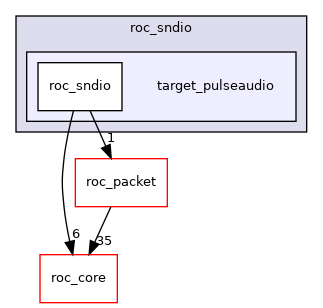 roc_sndio
roc_sndio target_pulseaudio
1
roc_packet
6 35
roc_core